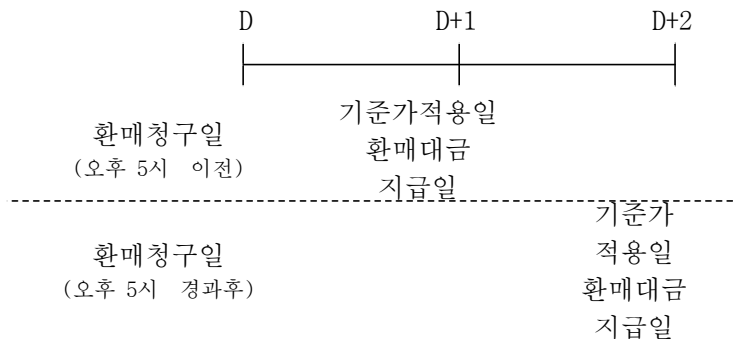 D D+1 D+2
기준가적용일
환매청구일
환매대금
(오후 5시 이전)
지급일
기준가
환매청구일
적용일
(오후 5시 경과후)
환매대금
지급일